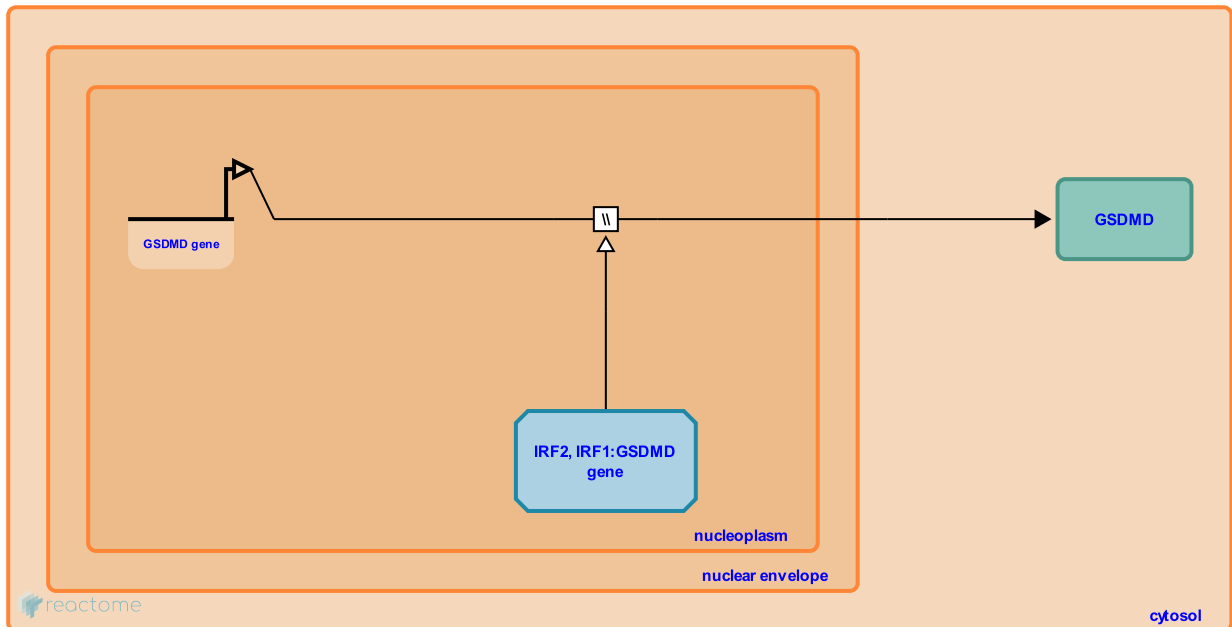 GSDMD gene
\\
GSDMD
IRF2, IRF1:GSDMD
gene
nucleoplasm
nuclear envelope
reactome
cytosol